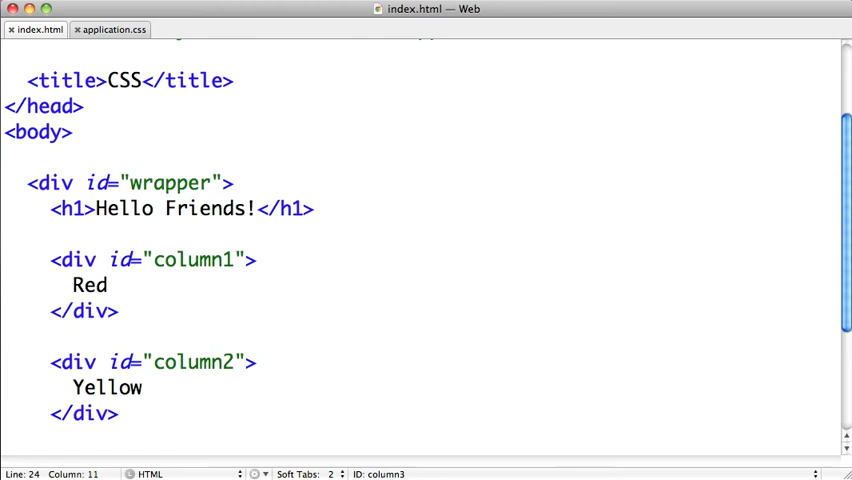 index.html — Web
index.html
application.css
<title>CSS</title>
</head>
<body>
<div id="wrapper">
<h1>Hello Friends!</h1>
<div id="column1">
Red
</div>
<div id="column2">
Yellow
</div>
Line: 24 Column: 11
HTML
Soft Tabs: 2
ID: column3